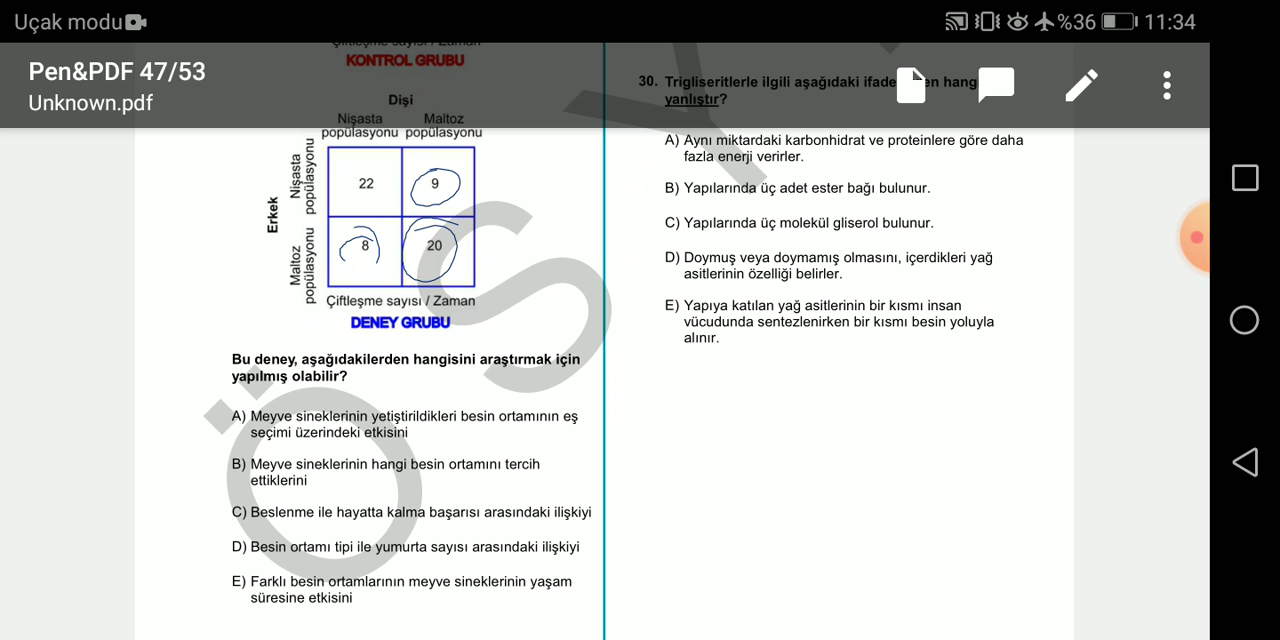 Uçak modu
%36 11:34
Pen&PDF 47/53
Unknown.pdf
Çiftleşme sayısı / Zaman
KONTROL GRUBU
Dişi
Nişasta Maltoz
popülasyonu popülasyonu
Erkek
Nişasta
popülasyonu
22 9
Maltoz
popülasyonu
8 20
Çiftleşme sayısı / Zaman
DENEY GRUBU
Bu deney, aşağıdakilerden hangisini araştırmak için
yapılmış olabilir?
A) Meyve sineklerinin yetiştirildikleri besin ortamının eş
seçimi üzerindeki etkisini
B) Meyve sineklerinin hangi besin ortamını tercih
ettiklerini
C) Beslenme ile hayatta kalma başarısı arasındaki ilişkiyi
D) Besin ortamı tipi ile yumurta sayısı arasındaki ilişkiyi
E) Farklı besin ortamlarının meyve sineklerinin yaşam
süresine etkisini
30. Trigliseritlerle ilgili aşağıdaki ifade en hang
yanlıştır?
A) Aynı miktardaki karbonhidrat ve proteinlere göre daha
fazla enerji verirler.
B) Yapılarında üç adet ester bağı bulunur.
C) Yapılarında üç molekül gliserol bulunur.
D) Doymuş veya doymamış olmasını, içerdikleri yağ
asitlerinin özelliği belirler.
E) Yapıya katılan yağ asitlerinin bir kısmı insan
vücudunda sentezlenirken bir kısmı besin yoluyla
alınır.
Ö S Y